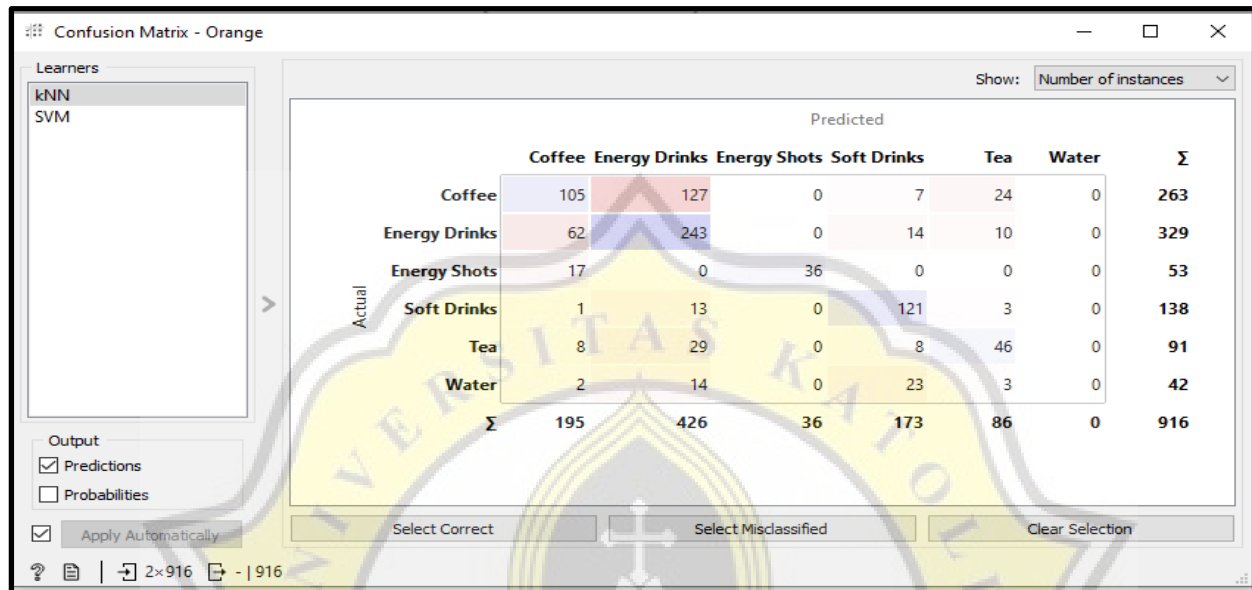 Confusion Matrix - Orange
Learners
kNN
SVM
Show: Number of instances
Predicted
Coffee Energy Drinks Energy Shots Soft Drinks Tea Water Σ
Actual
Coffee 105 127 0 7 24 0 263
Energy Drinks 62 243 0 14 10 0 329
Energy Shots 17 0 36 0 0 0 53
Soft Drinks 1 13 0 121 3 0 138
Tea 8 29 0 8 46 0 91
Water 2 14 0 23 3 0 42
Σ 195 426 36 173 86 0 916
Output
Predictions
Probabilities
Apply Automatically
Select Correct Select Misclassified Clear Selection
? 2×916 - | 916
UNIVERSITAS KATOLI